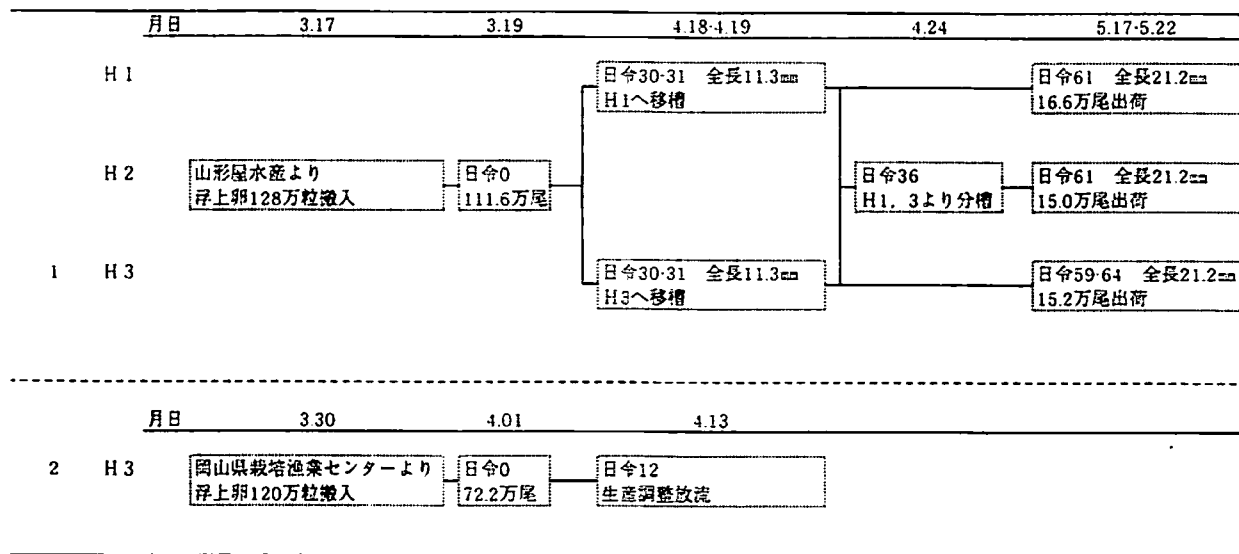 月日 3.17 3.19 4.18-4.19 4.24 5.17-5.22
H1 日令30-31 全長11.3mm 日令61 全長21.2mm
H1へ移槽 16.6万尾出荷
H2 山形屋水産より 日令0 日令36 日令61 全長21.2mm
浮上卵128万粒搬入 111.6万尾 H1, 3より分槽 15.0万尾出荷
1 H3 日令30-31 全長11.3mm 日令59-64 全長21.2mm
H3へ移槽 15.2万尾出荷
月日 3.30 4.01 4.13
2 H3 岡山県栽培漁業センターより 日令0 日令12
浮上卵120万粒搬入 72.2万尾 生産調整放流